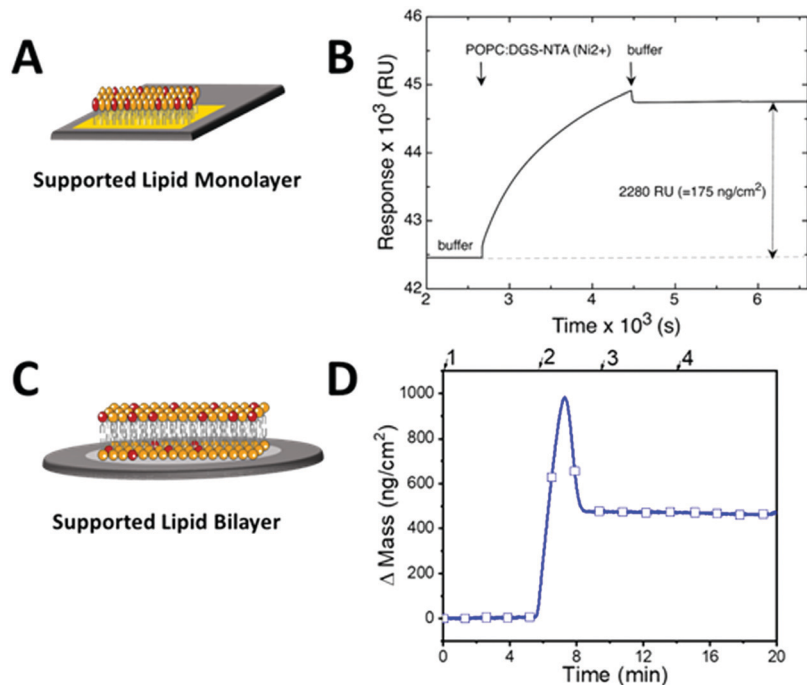 A
Supported Lipid Monolayer
B
POPC:DGS-NTA (Ni2+)
buffer
buffer
2280 RU (=175 ng/cm²)
Response x 10³ (RU)
46
45
44
43
42
2
3
4
5
6
Time x 10³ (s)
C
Supported Lipid Bilayer
D
1
2
3
4
Δ Mass (ng/cm²)
1000
800
600
400
200
0
0
4
8
12
16
20
Time (min)